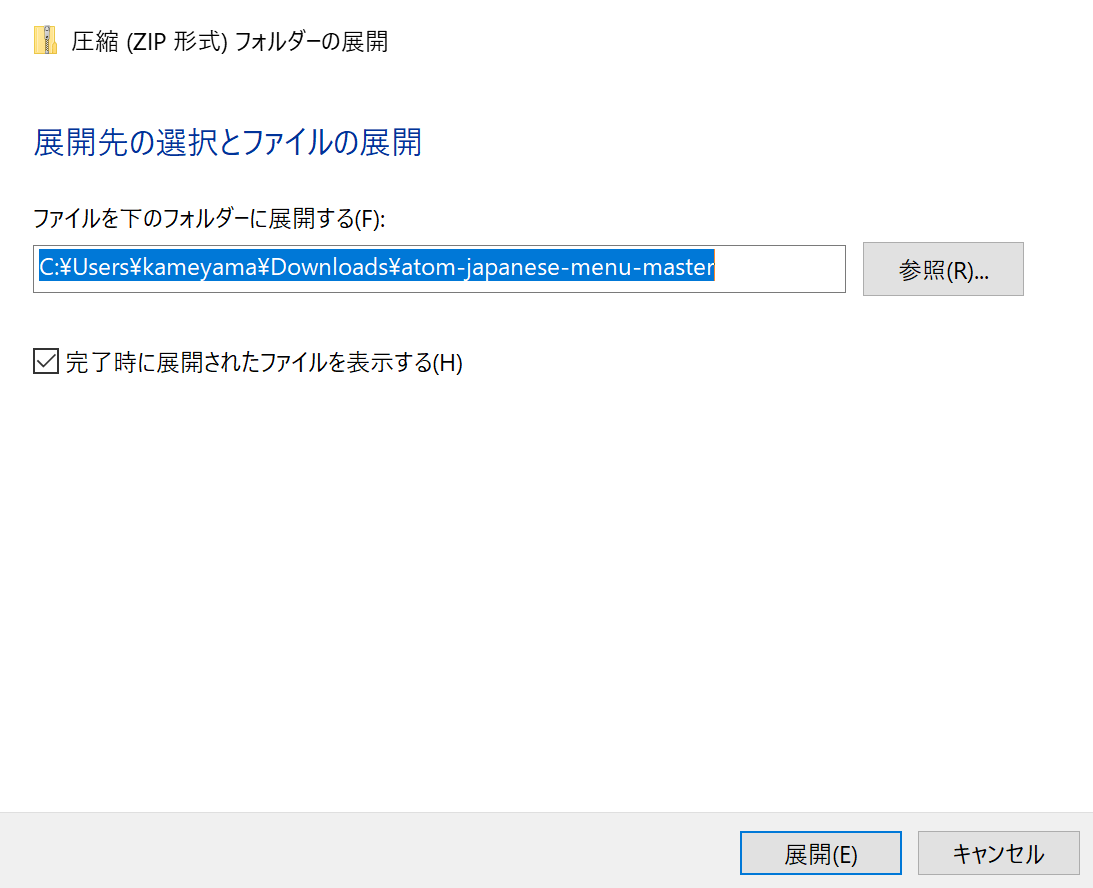 圧縮 (ZIP 形式) フォルダーの展開
展開先の選択とファイルの展開
ファイルを下のフォルダーに展開する(F):
C:¥Users¥kameyama¥Downloads¥atom-japanese-menu-master
参照(R)...
完了時に展開されたファイルを表示する(H)
展開(E)
キャンセル